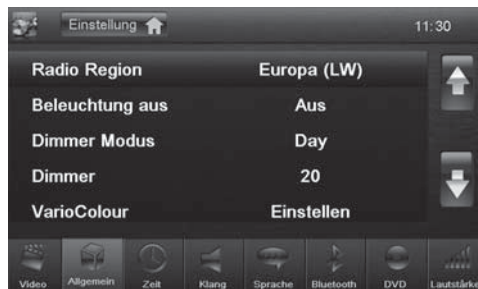 Einstellung 11:30
Radio Region Europa (LW)
Beleuchtung aus Aus
Dimmer Modus Day
Dimmer 20
VarioColour Einstellen
Video Allgemein Zeit Klang Sprache Bluetooth DVD Lautstärke